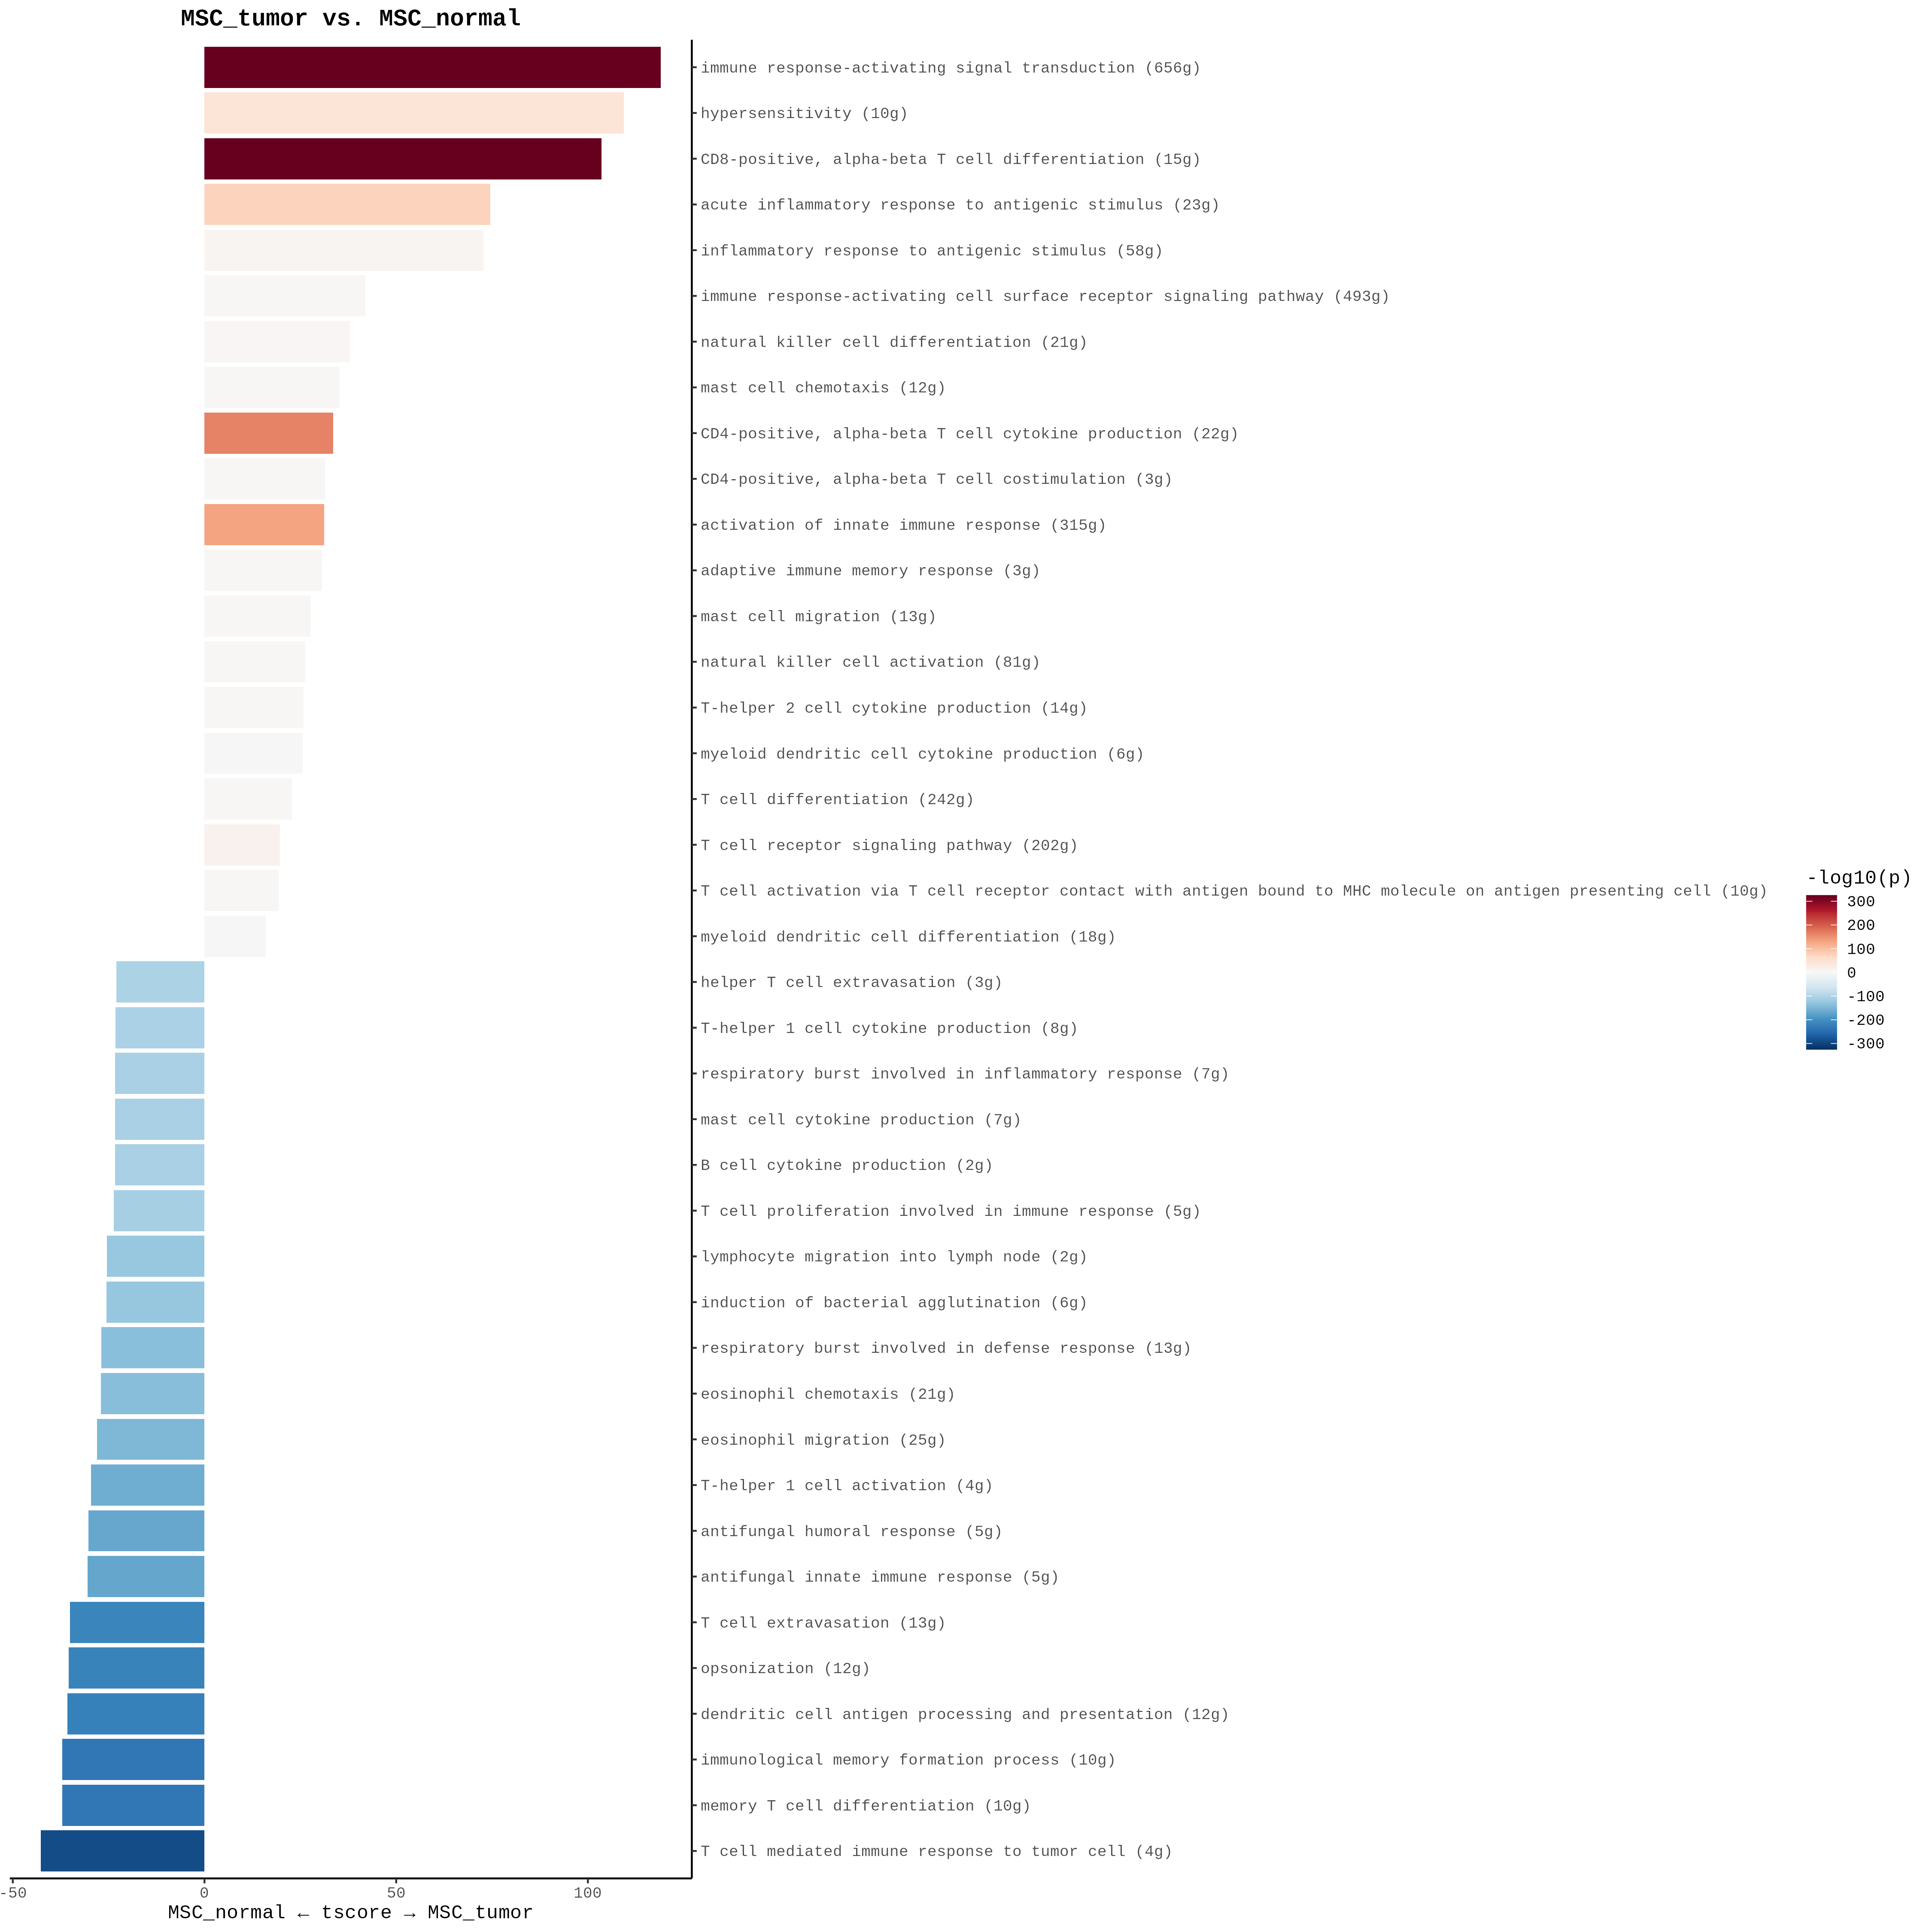 MSC_tumor vs. MSC_normal
immune response-activating signal transduction (656g)
hypersensitivity (10g)
CD8-positive, alpha-beta T cell differentiation (15g)
acute inflammatory response to antigenic stimulus (23g)
inflammatory response to antigenic stimulus (58g)
immune response-activating cell surface receptor signaling pathway (493g)
natural killer cell differentiation (21g)
mast cell chemotaxis (12g)
CD4-positive, alpha-beta T cell cytokine production (22g)
CD4-positive, alpha-beta T cell costimulation (3g)
activation of innate immune response (315g)
adaptive immune memory response (3g)
mast cell migration (13g)
natural killer cell activation (81g)
T-helper 2 cell cytokine production (14g)
myeloid dendritic cell cytokine production (6g)
T cell differentiation (242g)
T cell receptor signaling pathway (202g)
T cell activation via T cell receptor contact with antigen bound to MHC molecule on antigen presenting cell (10g)
myeloid dendritic cell differentiation (18g)
helper T cell extravasation (3g)
T-helper 1 cell cytokine production (8g)
respiratory burst involved in inflammatory response (7g)
mast cell cytokine production (7g)
B cell cytokine production (2g)
T cell proliferation involved in immune response (5g)
lymphocyte migration into lymph node (2g)
induction of bacterial agglutination (6g)
respiratory burst involved in defense response (13g)
eosinophil chemotaxis (21g)
eosinophil migration (25g)
T-helper 1 cell activation (4g)
antifungal humoral response (5g)
antifungal innate immune response (5g)
T cell extravasation (13g)
opsonization (12g)
dendritic cell antigen processing and presentation (12g)
immunological memory formation process (10g)
memory T cell differentiation (10g)
T cell mediated immune response to tumor cell (4g)
-50 0 50 100
MSC_normal ← tscore → MSC_tumor
-log10(p)
300
200
100
0
-100
-200
-300